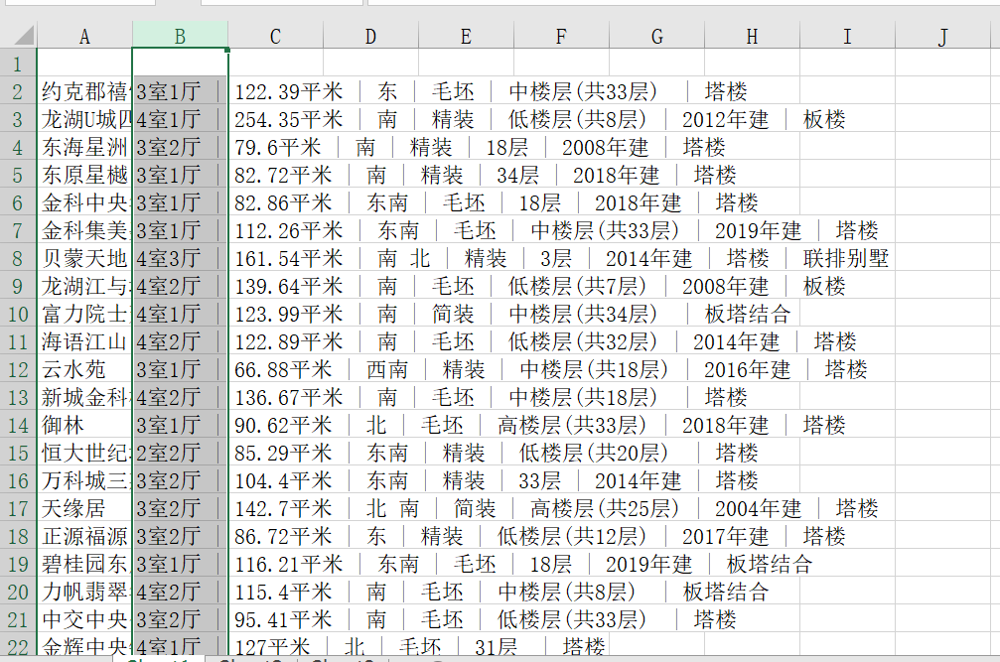 A B C D E F G H I J
1
2 约克郡禧 3室1厅 | 122.39平米 | 东 | 毛坯 | 中楼层(共33层) | 塔楼
3 龙湖U城四 4室1厅 | 254.35平米 | 南 | 精装 | 低楼层(共8层) | 2012年建 | 板楼
4 东海星洲 3室2厅 | 79.6平米 | 南 | 精装 | 18层 | 2008年建 | 塔楼
5 东原星樾 3室1厅 | 82.72平米 | 南 | 精装 | 34层 | 2018年建 | 塔楼
6 金科中央 3室1厅 | 82.86平米 | 东南 | 毛坯 | 18层 | 2018年建 | 塔楼
7 金科集美 3室1厅 | 112.26平米 | 东南 | 毛坯 | 中楼层(共33层) | 2019年建 | 塔楼
8 贝蒙天地 4室3厅 | 161.54平米 | 南 北 | 精装 | 3层 | 2014年建 | 塔楼 | 联排别墅
9 龙湖江与 4室2厅 | 139.64平米 | 南 | 毛坯 | 低楼层(共7层) | 2008年建 | 板楼
10 富力院士 4室1厅 | 123.99平米 | 南 | 简装 | 中楼层(共34层) | 板塔结合
11 海语江山 4室2厅 | 122.89平米 | 南 | 毛坯 | 低楼层(共32层) | 2014年建 | 塔楼
12 云水苑 3室1厅 | 66.88平米 | 西南 | 精装 | 中楼层(共18层) | 2016年建 | 塔楼
13 新城金科 4室2厅 | 136.67平米 | 南 | 毛坯 | 中楼层(共18层) | 塔楼
14 御林 3室1厅 | 90.62平米 | 北 | 毛坯 | 高楼层(共33层) | 2018年建 | 塔楼
15 恒大世纪 2室2厅 | 85.29平米 | 东南 | 精装 | 低楼层(共20层) | 塔楼
16 万科城三 3室2厅 | 104.4平米 | 东南 | 精装 | 33层 | 2014年建 | 塔楼
17 天缘居 3室2厅 | 142.7平米 | 北 南 | 简装 | 高楼层(共25层) | 2004年建 | 塔楼
18 正源福源 3室2厅 | 86.72平米 | 东 | 精装 | 低楼层(共12层) | 2017年建 | 塔楼
19 碧桂园东 3室1厅 | 116.21平米 | 东南 | 毛坯 | 18层 | 2019年建 | 板塔结合
20 力帆翡翠 4室2厅 | 115.4平米 | 南 | 毛坯 | 中楼层(共8层) | 板塔结合
21 中交中央 3室2厅 | 95.41平米 | 南 | 毛坯 | 低楼层(共33层) | 塔楼
22 金辉中央 4室1厅 | 127平米 | 北 | 毛坯 | 31层 | 塔楼